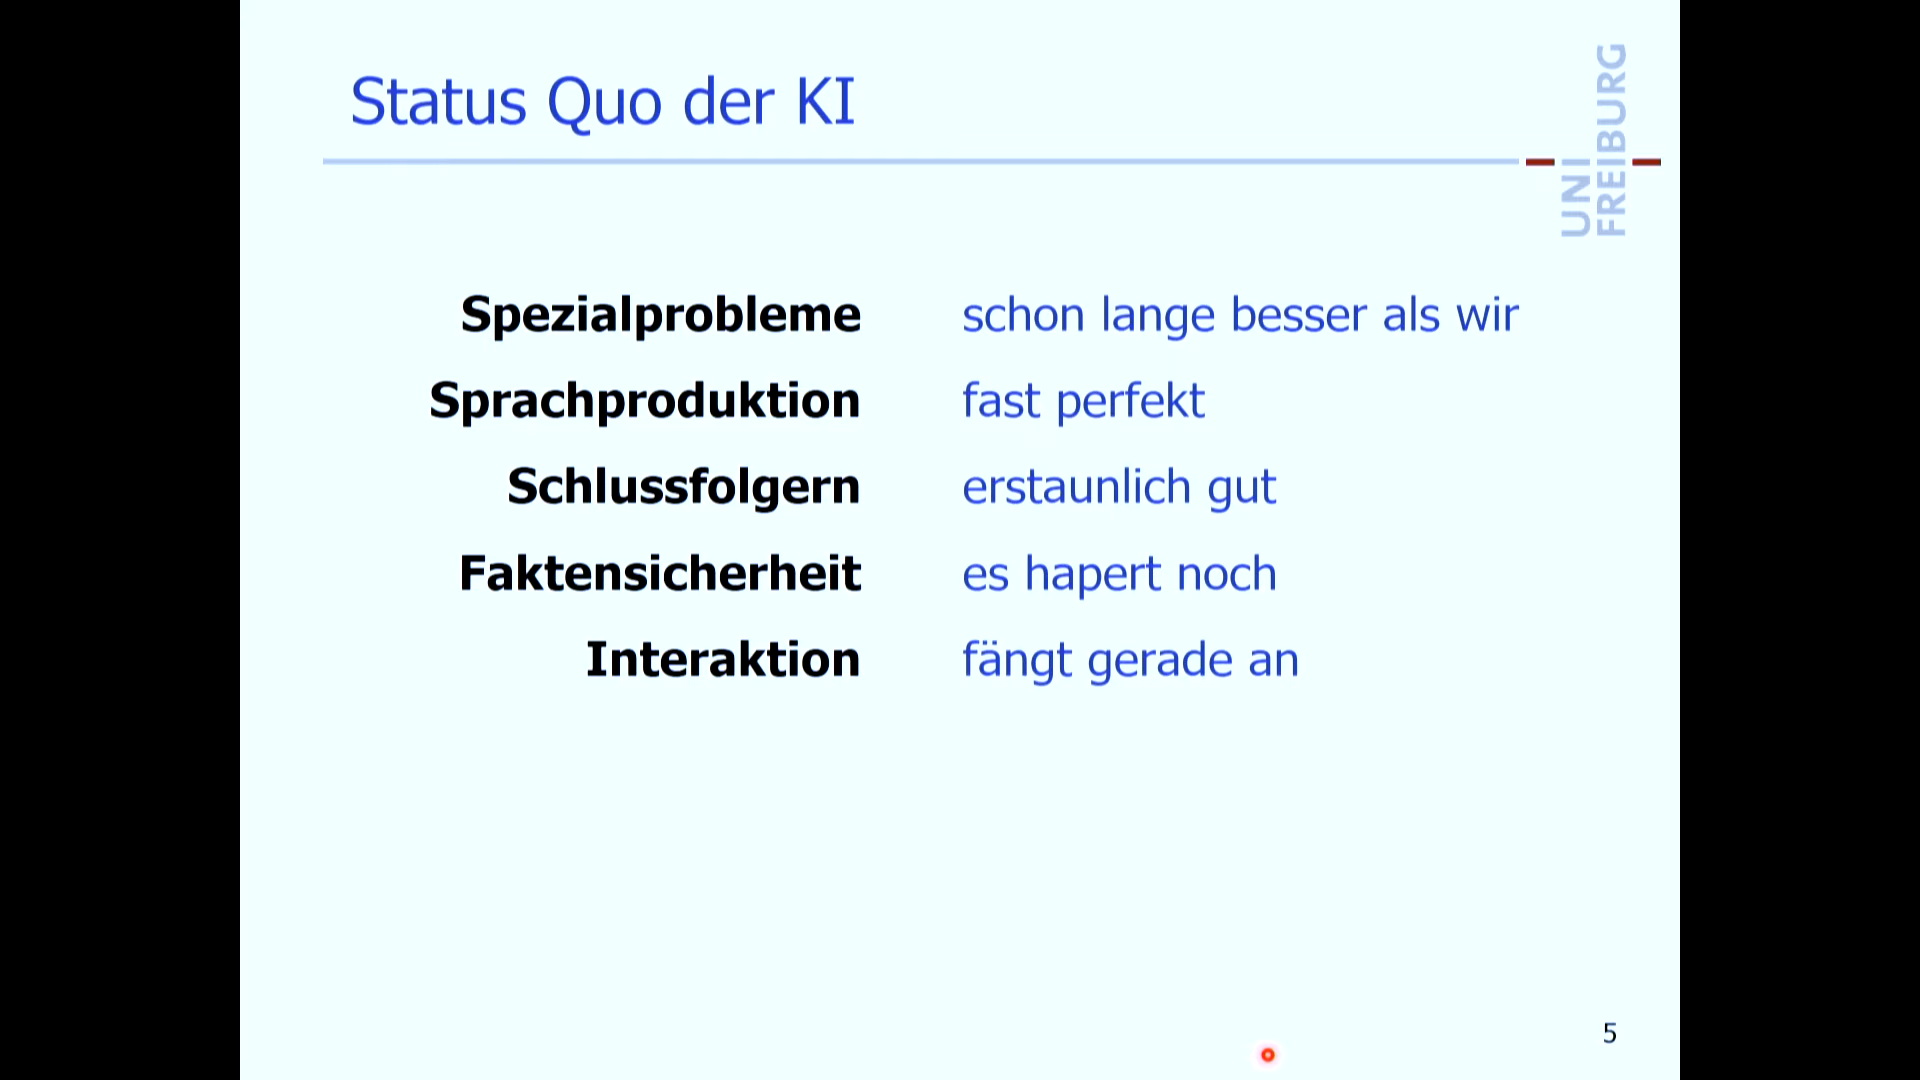 Status Quo der KI
UNI
FREIBURG
Spezialprobleme schon lange besser als wir
Sprachproduktion fast perfekt
Schlussfolgern erstaunlich gut
Faktensicherheit es hapert noch
Interaktion fängt gerade an
5